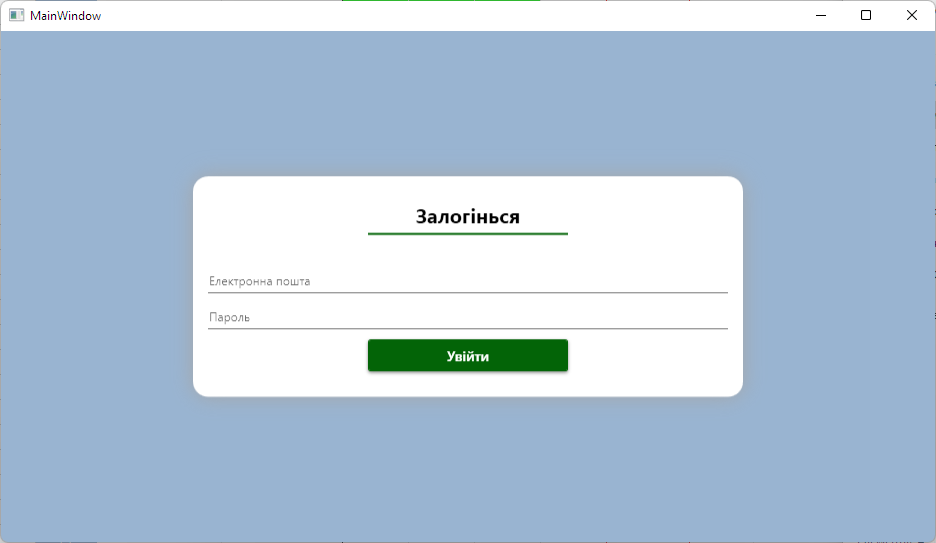 MainWindow
Залогінься
Електронна пошта
Пароль
Увійти